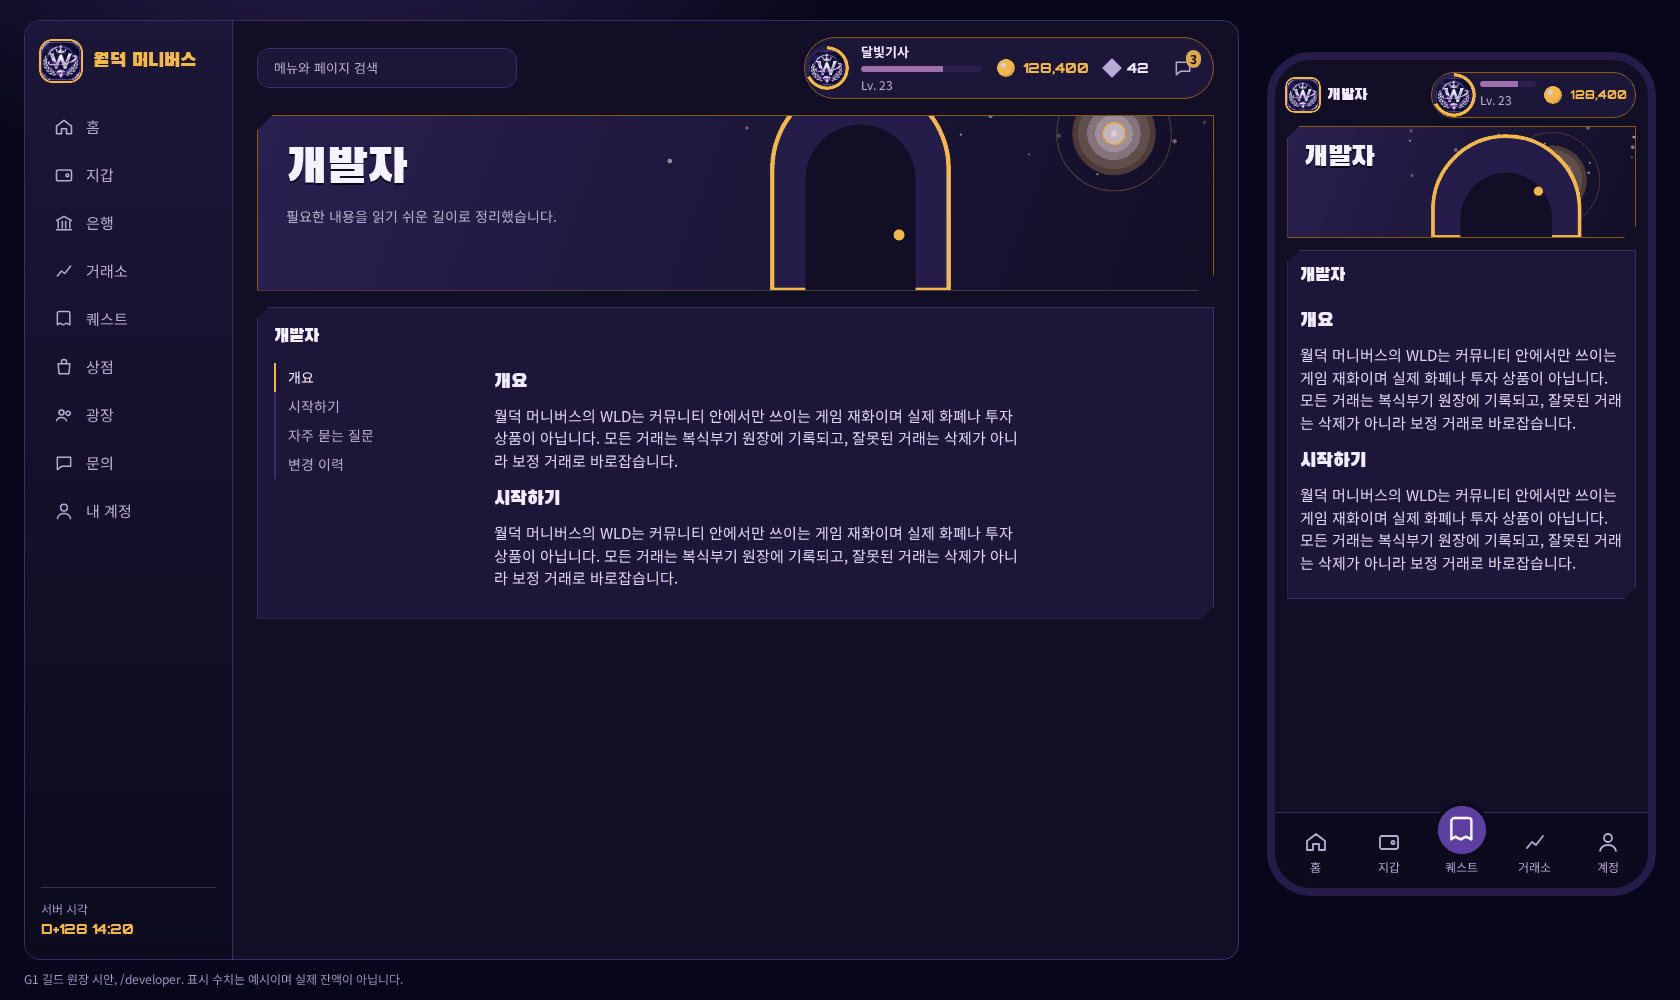 월덕 머니버스
홈
지갑
은행
거래소
퀘스트
상점
광장
문의
내 계정
서버 시각
D+128 14:20
메뉴와 페이지 검색
달빛기사
Lv. 23
128,400
42
3
개발자
필요한 내용을 읽기 쉬운 길이로 정리했습니다.
개발자
개요
시작하기
자주 묻는 질문
변경 이력
개요
월덕 머니버스의 WLD는 커뮤니티 안에서만 쓰이는 게임 재화이며 실제 화폐나 투자
상품이 아닙니다. 모든 거래는 복식부기 원장에 기록되고, 잘못된 거래는 삭제가 아니
라 보정 거래로 바로잡습니다.
시작하기
월덕 머니버스의 WLD는 커뮤니티 안에서만 쓰이는 게임 재화이며 실제 화폐나 투자
상품이 아닙니다. 모든 거래는 복식부기 원장에 기록되고, 잘못된 거래는 삭제가 아니
라 보정 거래로 바로잡습니다.
G1 길드 원장 시안, /developer. 표시 수치는 예시이며 실제 잔액이 아닙니다.
개발자
Lv. 23
128,400
개발자
개발자
개요
월덕 머니버스의 WLD는 커뮤니티 안에서만 쓰이는
게임 재화이며 실제 화폐나 투자 상품이 아닙니다.
모든 거래는 복식부기 원장에 기록되고, 잘못된 거래
는 삭제가 아니라 보정 거래로 바로잡습니다.
시작하기
월덕 머니버스의 WLD는 커뮤니티 안에서만 쓰이는
게임 재화이며 실제 화폐나 투자 상품이 아닙니다.
모든 거래는 복식부기 원장에 기록되고, 잘못된 거래
는 삭제가 아니라 보정 거래로 바로잡습니다.
홈
지갑
퀘스트
거래소
계정